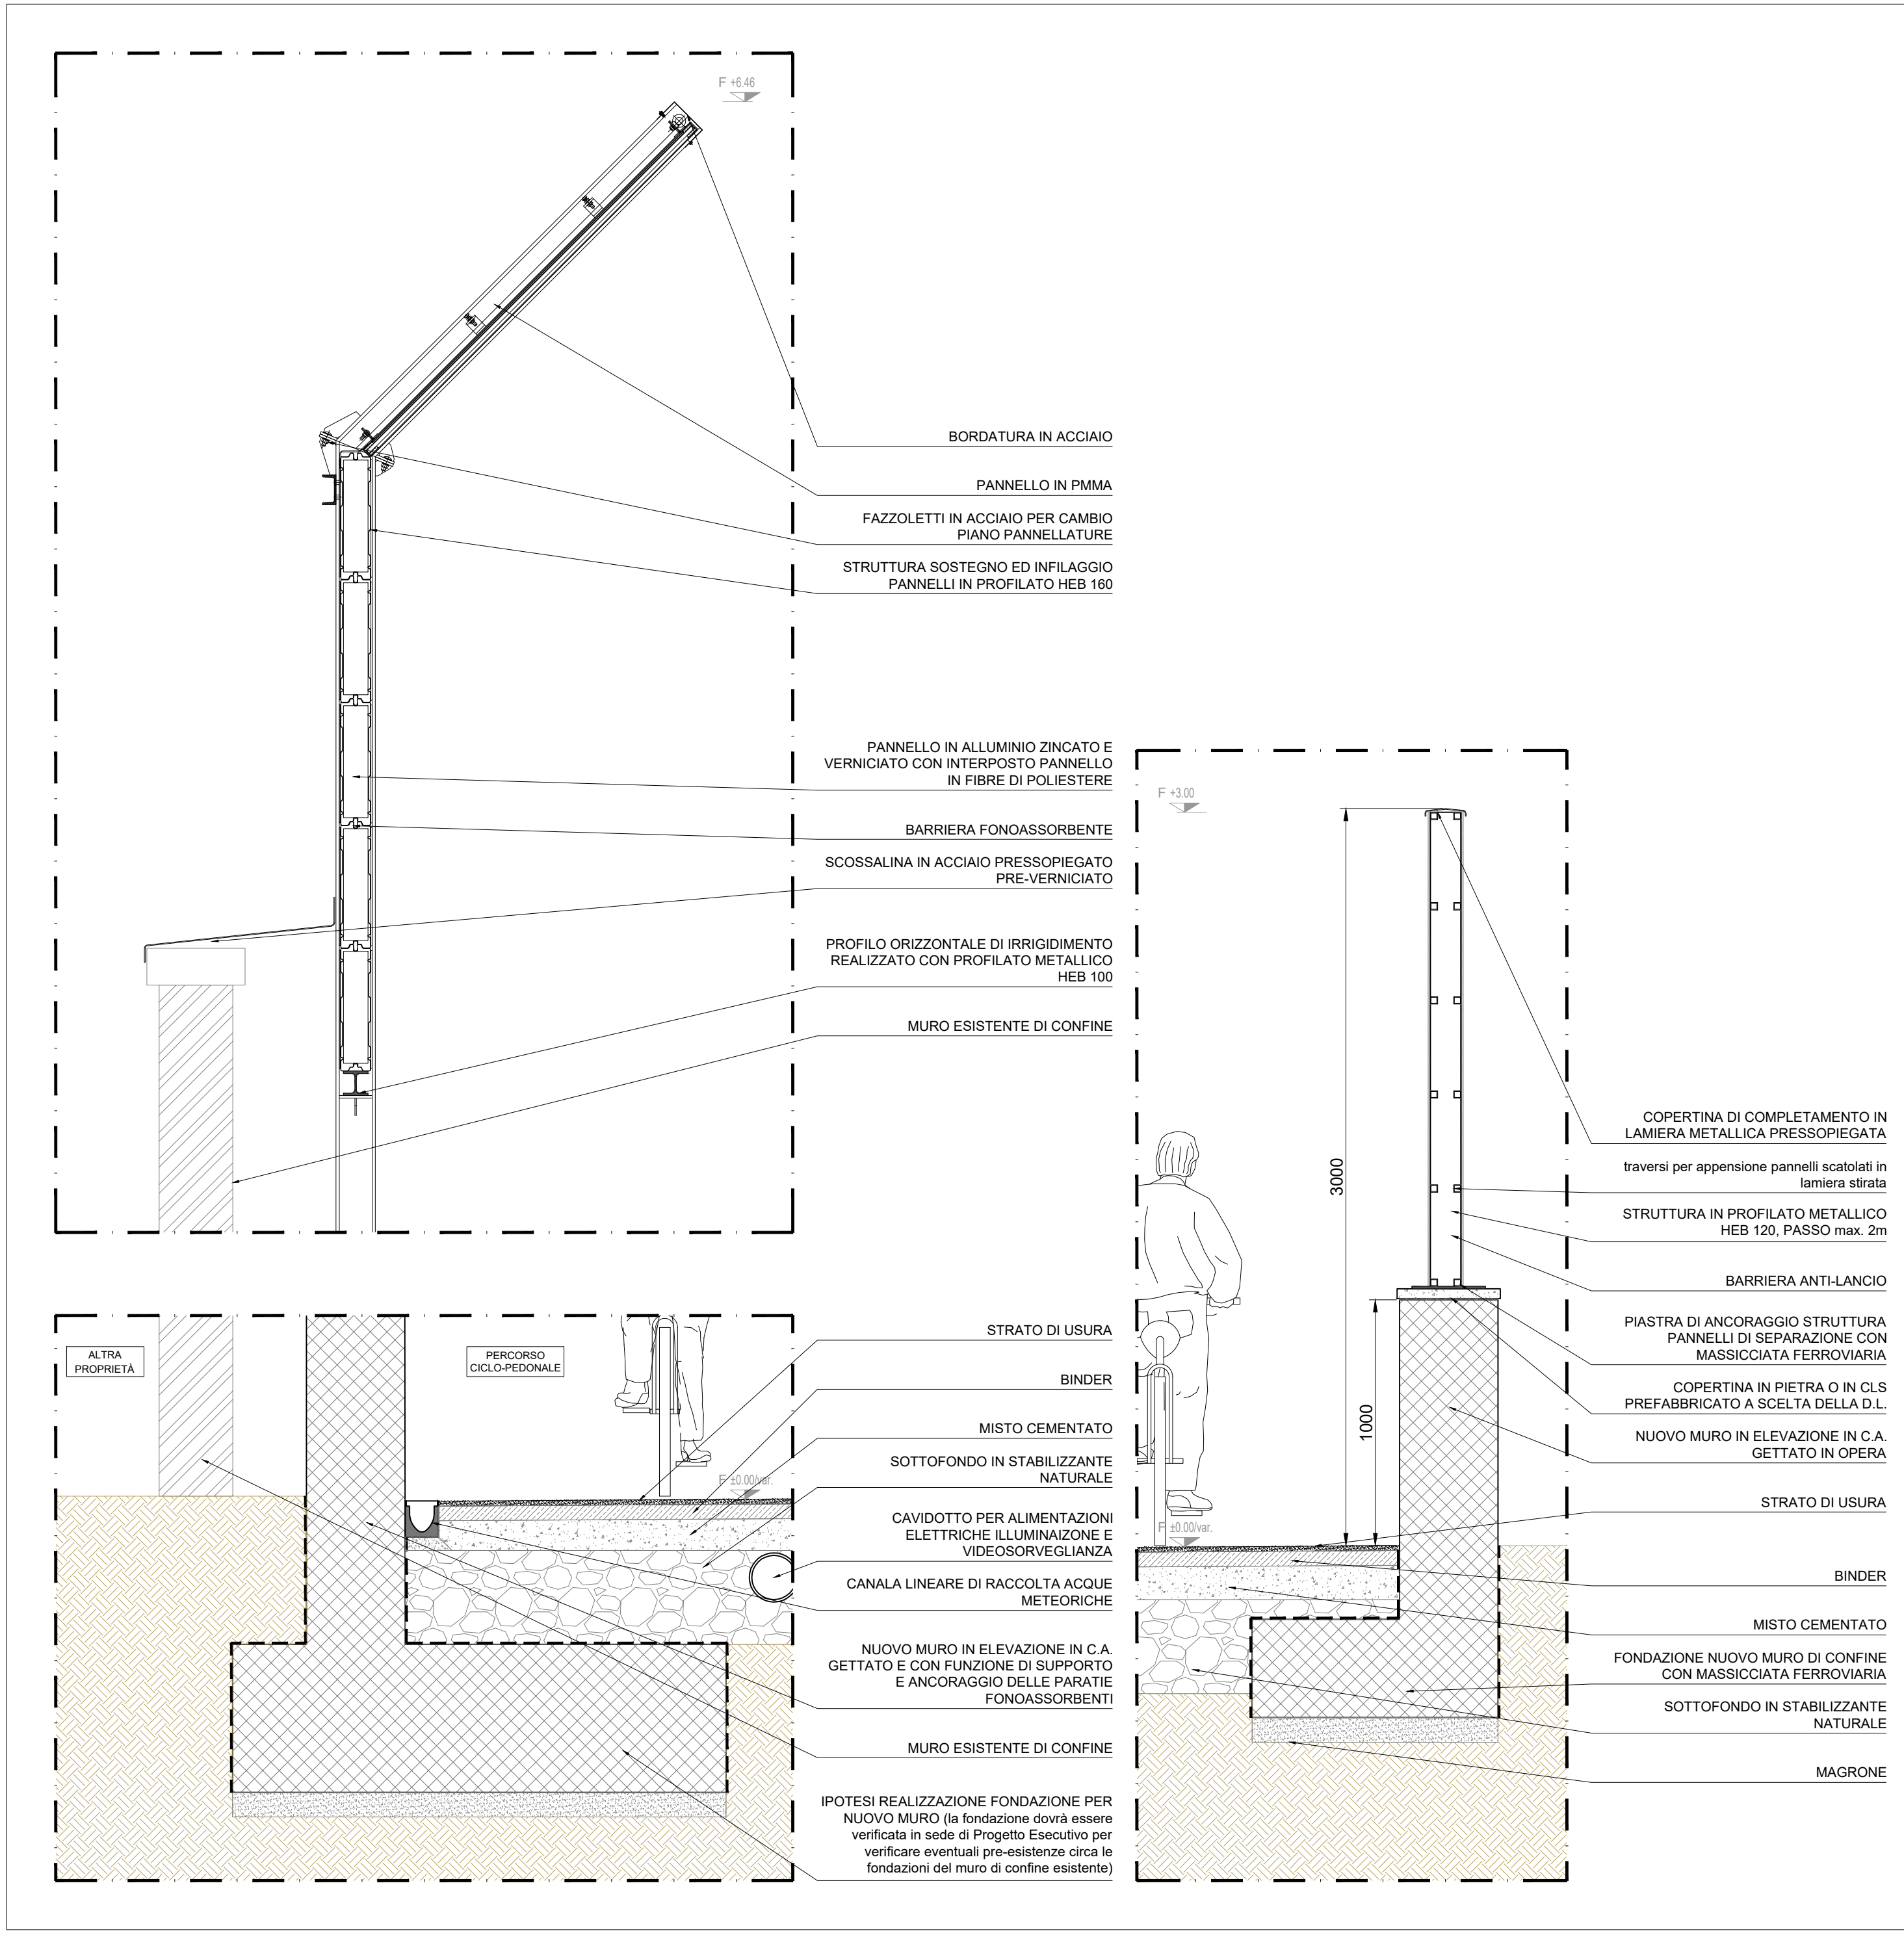 F +6.46
BORDATURA IN ACCIAIO
PANNELLO IN PMMA
FAZZOLETTI IN ACCIAIO PER CAMBIO
PIANO PANNELLATURE
STRUTTURA SOSTEGNO ED INFILAGGIO
PANNELLI IN PROFILATO HEB 160
PANNELLO IN ALLUMINIO ZINCATO E
VERNICIATO CON INTERPOSTO PANNELLO
IN FIBRE DI POLIESTERE
BARRIERA FONOASSORBENTE
SCOSSALINA IN ACCIAIO PRESSOPIEGATO
PRE-VERNICIATO
PROFILO ORIZZONTALE DI IRRIGIDIMENTO
REALIZZATO CON PROFILATO METALLICO
HEB 100
MURO ESISTENTE DI CONFINE
ALTRA
PROPRIETÀ
PERCORSO
CICLO-PEDONALE
F ±0.00/var.
STRATO DI USURA
BINDER
MISTO CEMENTATO
SOTTOFONDO IN STABILIZZANTE
NATURALE
CAVIDOTTO PER ALIMENTAZIONI
ELETTRICHE ILLUMINAIZONE E
VIDEOSORVEGLIANZA
CANALA LINEARE DI RACCOLTA ACQUE
METEORICHE
NUOVO MURO IN ELEVAZIONE IN C.A.
GETTATO E CON FUNZIONE DI SUPPORTO
E ANCORAGGIO DELLE PARATIE
FONOASSORBENTI
MURO ESISTENTE DI CONFINE
IPOTESI REALIZZAZIONE FONDAZIONE PER
NUOVO MURO (la fondazione dovrà essere
verificata in sede di Progetto Esecutivo per
verificare eventuali pre-esistenze circa le
fondazioni del muro di confine esistente)
F +3.00
3000
1000
F ±0.00/var.
COPERTINA DI COMPLETAMENTO IN
LAMIERA METALLICA PRESSOPIEGATA
traversi per appensione pannelli scatolati in
lamiera stirata
STRUTTURA IN PROFILATO METALLICO
HEB 120, PASSO max. 2m
BARRIERA ANTI-LANCIO
PIASTRA DI ANCORAGGIO STRUTTURA
PANNELLI DI SEPARAZIONE CON
MASSICCIATA FERROVIARIA
COPERTINA IN PIETRA O IN CLS
PREFABBRICATO A SCELTA DELLA D.L.
NUOVO MURO IN ELEVAZIONE IN C.A.
GETTATO IN OPERA
STRATO DI USURA
BINDER
MISTO CEMENTATO
FONDAZIONE NUOVO MURO DI CONFINE
CON MASSICCIATA FERROVIARIA
SOTTOFONDO IN STABILIZZANTE
NATURALE
MAGRONE